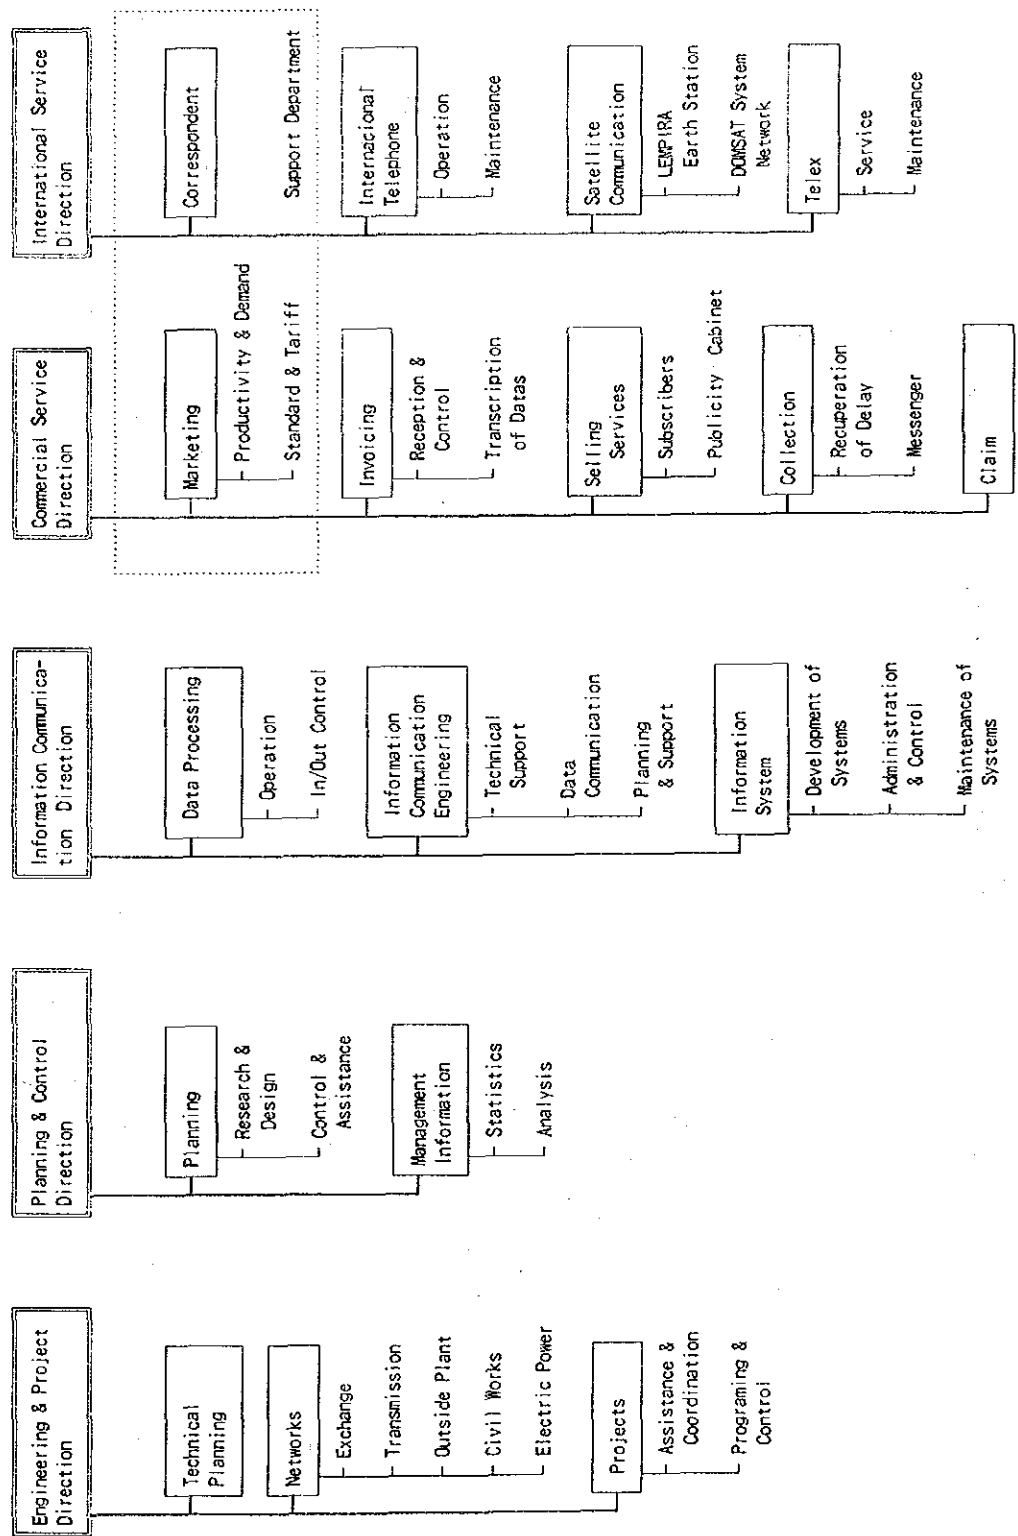 Engineering & Project
Direction
Technical
Planning
Networks
Exchange
Transmission
Outside Plant
Civil Works
Electric Power
Projects
Assistance &
Coordination
Programing &
Control
Planning & Control
Direction
Planning
Research &
Design
Control &
Assistance
Management
Information
Statistics
Analysis
Information Communica-
tion Direction
Data Processing
Operation
In/Out Control
Information
Communication
Engineering
Technical
Support
Data
Communication
Planning
& Support
Information
System
Development of
Systems
Administration
& Control
Maintenance of
Systems
Commercial Service
Direction
Marketing
Productivity & Demand
Standard & Tariff
Invoicing
Reception &
Control
Transcription
of Datas
Selling
Services
Subscribers
Publicity Cabinet
Collection
Recuperation
of Delay
Messenger
Claim
International Service
Direction
Correspondent
Support Department
Internacional
Telephone
Operation
Maintenance
Satellite
Communication
LEMPIRA
Earth Station
DOMSAT System
Network
Telex
Service
Maintenance